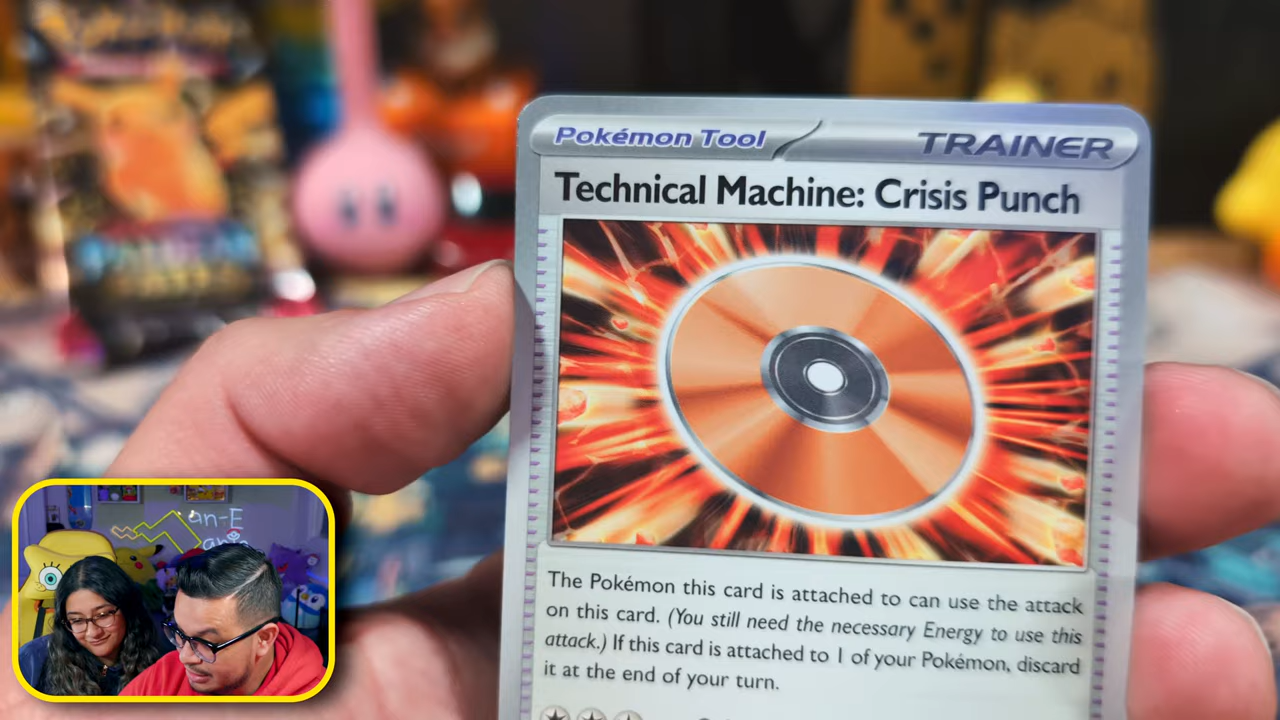 Pokémon Tool
TRAINER
Technical Machine: Crisis Punch
The Pokémon this card is attached to can use the attack
on this card. (You still need the necessary Energy to use this
attack.) If this card is attached to 1 of your Pokémon, discard
it at the end of your turn.
an-E